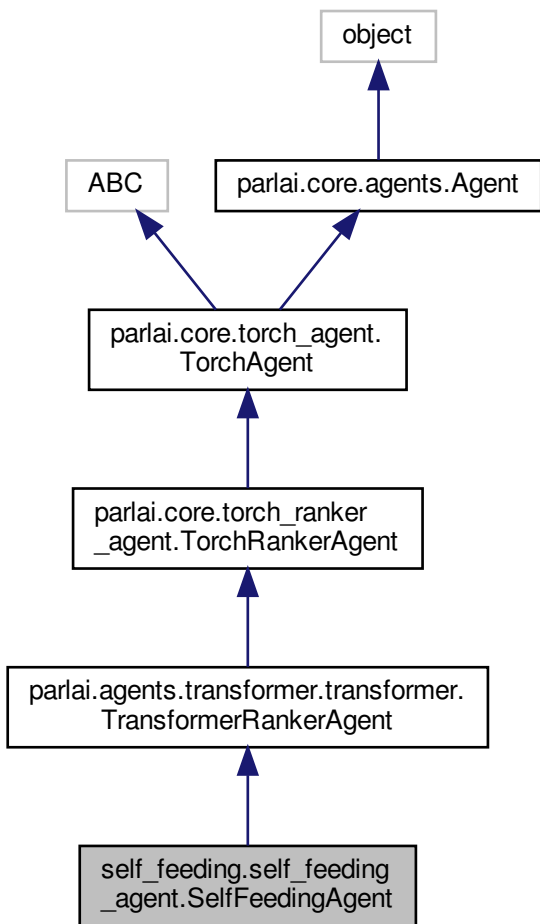 object
ABC
parlai.core.agents.Agent
parlai.core.torch_agent.
TorchAgent
parlai.core.torch_ranker
_agent.TorchRankerAgent
parlai.agents.transformer.transformer.
TransformerRankerAgent
self_feeding.self_feeding
_agent.SelfFeedingAgent